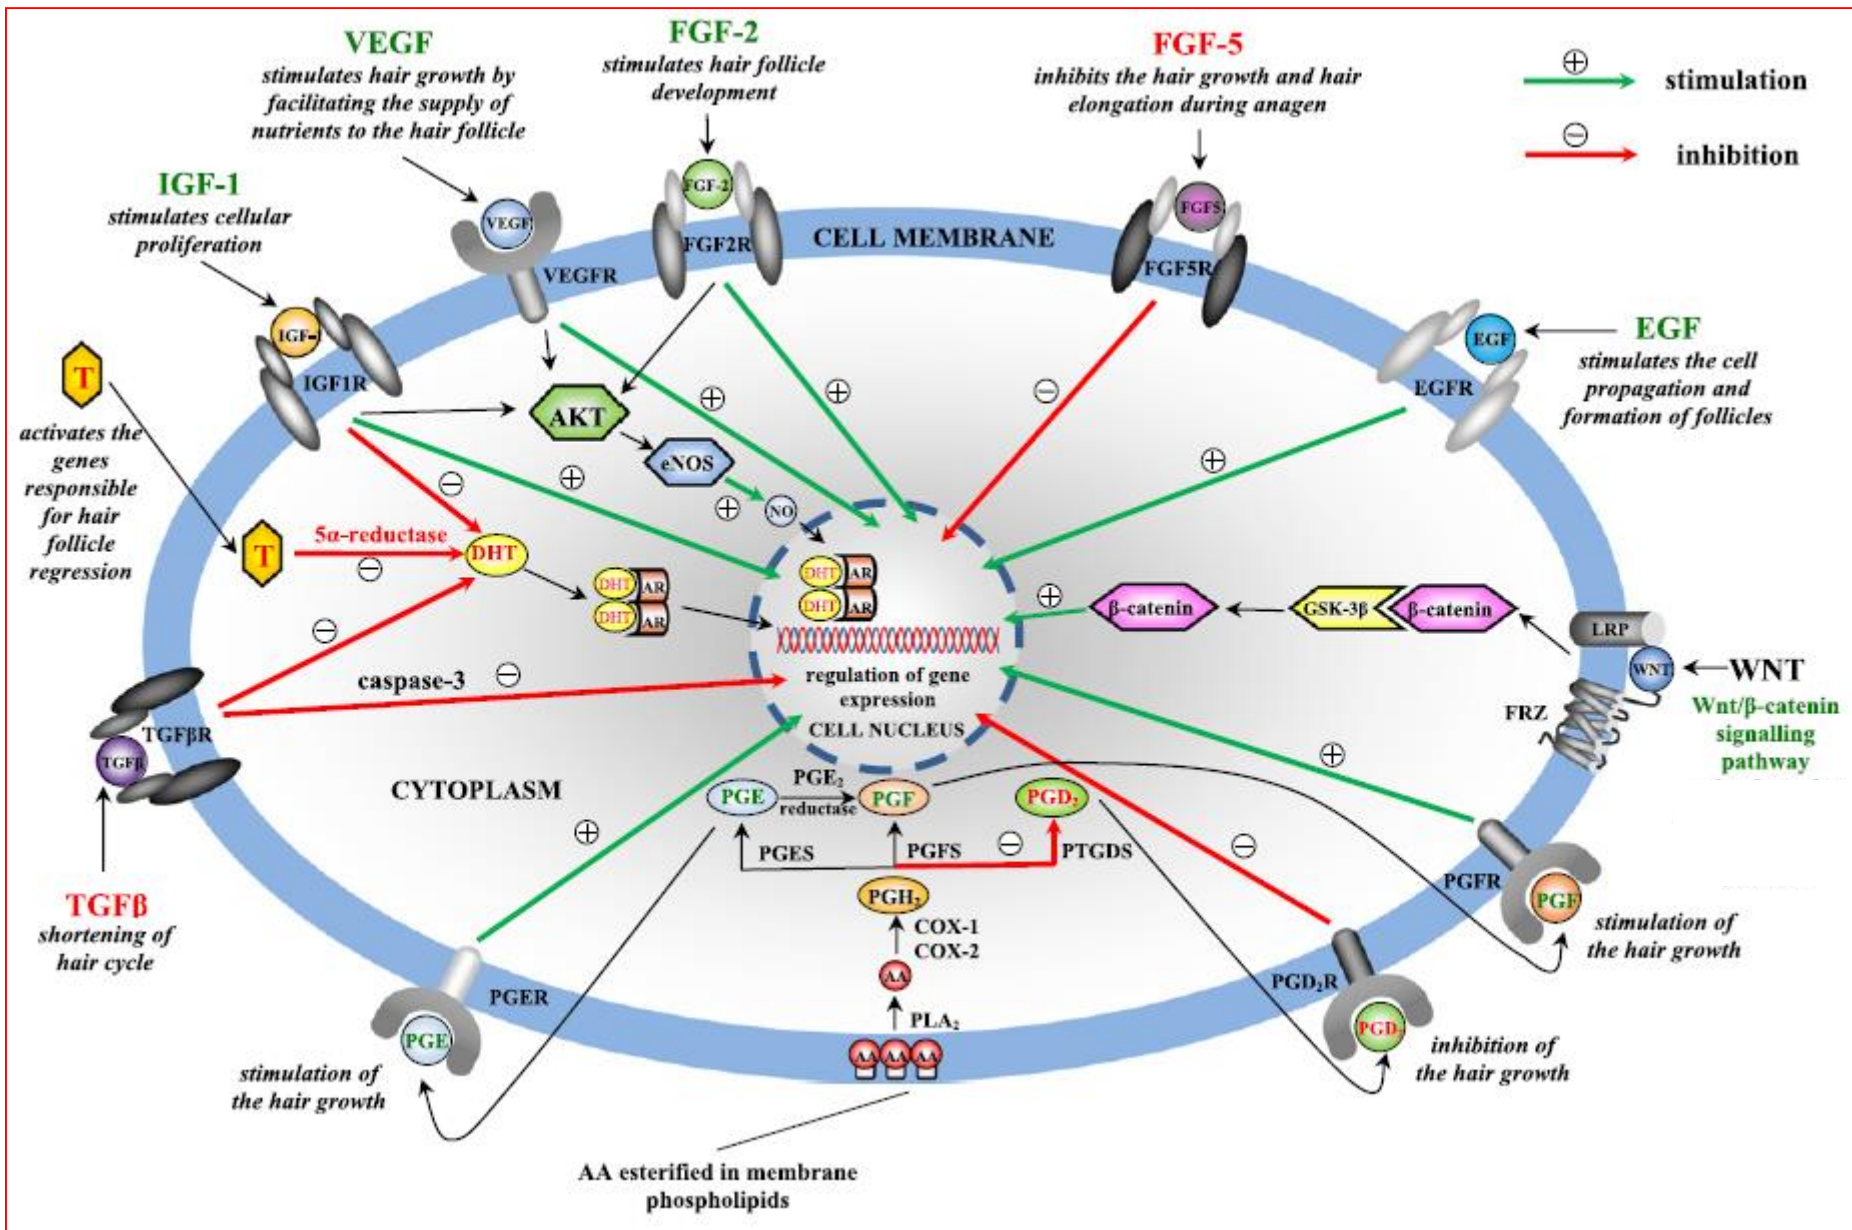 VEGF
stimulates hair growth by
facilitating the supply of
nutrients to the hair follicle
FGF-2
stimulates hair follicle
development
FGF-5
inhibits the hair growth and hair
elongation during anagen
+
stimulation
−
inhibition
IGF-1
stimulates cellular
proliferation
VEGF
VEGFR
FGF-2
FGF2R
CELL MEMBRANE
FGF5
FGF5R
IGF-
IGF1R
EGF
EGFR
EGF
stimulates the cell
propagation and
formation of follicles
T
activates the
genes
responsible
for hair
follicle
regression
AKT
eNOS
NO
+
+
+
−
+
+
+
−
T
5α-reductase
−
DHT
DHT
AR
DHT
AR
DHT
AR
DHT
AR
−
caspase-3
−
regulation of gene
expression
CELL NUCLEUS
+
β-catenin
GSK-3β
β-catenin
LRP
WNT
WNT
FRZ
Wnt/β-catenin
signalling
pathway
TGFβR
TGFβ
TGFβ
shortening of
hair cycle
CYTOPLASM
+
PGE
PGE₂
reductase
PGF
PGD₂
PGES
PGFS
−
PTGDS
PGH₂
COX-1
COX-2
AA
PLA₂
AA AA AA
AA esterified in membrane
phospholipids
PGER
PGE
stimulation of
the hair growth
−
PGD₂R
PGD₂
inhibition of
the hair growth
+
PGFR
PGF
stimulation of
the hair growth